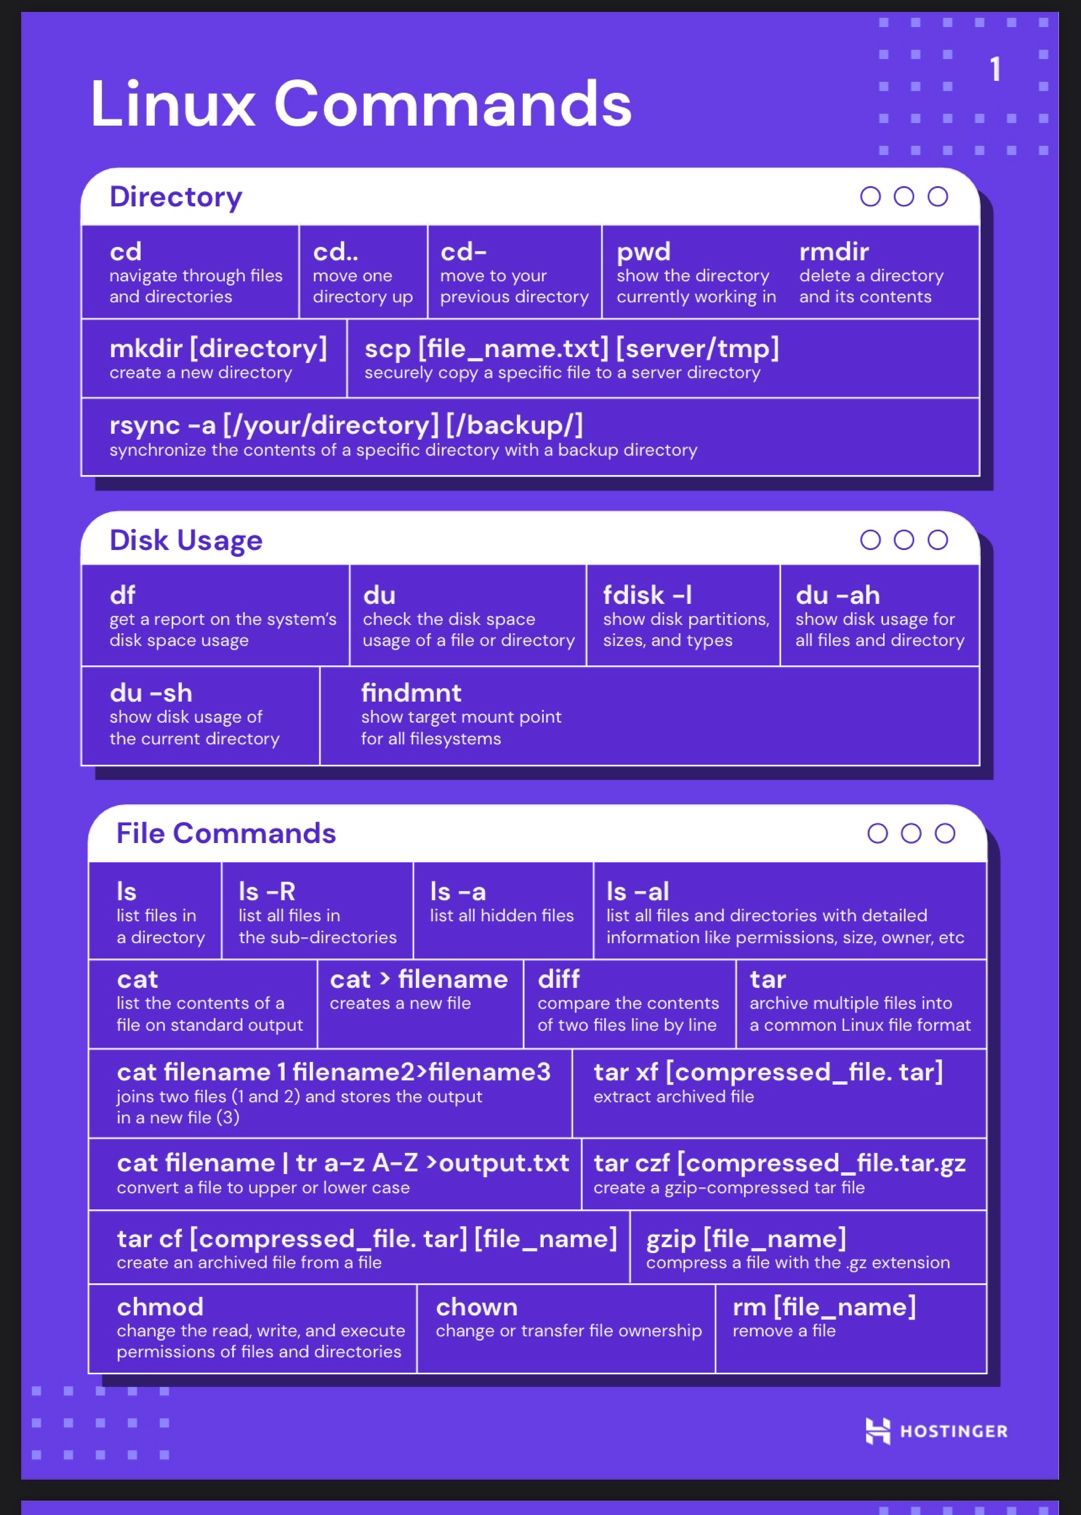 1
Linux Commands
Directory
cd
navigate through files
and directories
cd..
move one
directory up
cd-
move to your
previous directory
pwd
show the directory
currently working in
rmdir
delete a directory
and its contents
mkdir [directory]
create a new directory
scp [file_name.txt] [server/tmp]
securely copy a specific file to a server directory
rsync -a [/your/directory] [/backup/]
synchronize the contents of a specific directory with a backup directory
Disk Usage
df
get a report on the system's
disk space usage
du
check the disk space
usage of a file or directory
fdisk -l
show disk partitions,
sizes, and types
du -ah
show disk usage for
all files and directory
du -sh
show disk usage of
the current directory
findmnt
show target mount point
for all filesystems
File Commands
ls
list files in
a directory
ls -R
list all files in
the sub-directories
ls -a
list all hidden files
ls -al
list all files and directories with detailed
information like permissions, size, owner, etc
cat
list the contents of a
file on standard output
cat > filename
creates a new file
diff
compare the contents
of two files line by line
tar
archive multiple files into
a common Linux file format
cat filename 1 filename2>filename3
joins two files (1 and 2) and stores the output
in a new file (3)
tar xf [compressed_file. tar]
extract archived file
cat filename | tr a-z A-Z >output.txt
convert a file to upper or lower case
tar czf [compressed_file.tar.gz
create a gzip-compressed tar file
tar cf [compressed_file. tar] [file_name]
create an archived file from a file
gzip [file_name]
compress a file with the .gz extension
chmod
change the read, write, and execute
permissions of files and directories
chown
change or transfer file ownership
rm [file_name]
remove a file
HOSTINGER